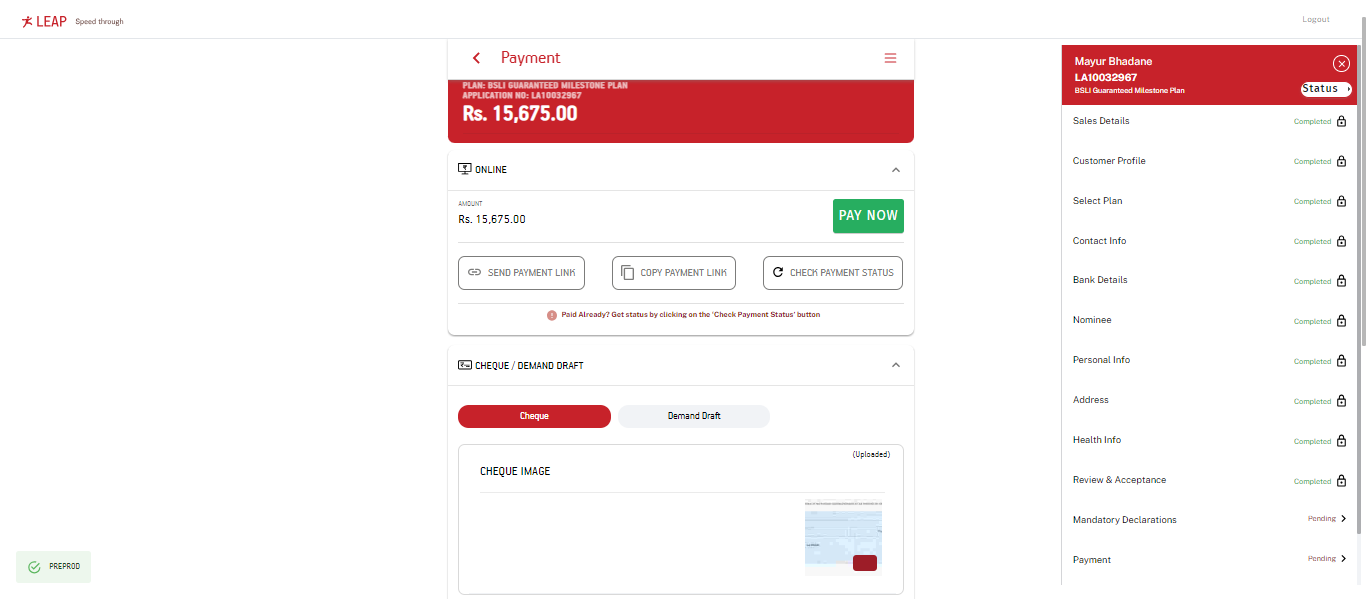 LEAP Speed through
Logout
Payment
PLAN: BSLI GUARANTEED MILESTONE PLAN
APPLICATION NO: LA10032967
Rs. 15,675.00
ONLINE
AMOUNT
Rs. 15,675.00
PAY NOW
SEND PAYMENT LINK
COPY PAYMENT LINK
CHECK PAYMENT STATUS
Paid Already? Get status by clicking on the 'Check Payment Status' button
CHEQUE / DEMAND DRAFT
Cheque
Demand Draft
(Uploaded)
CHEQUE IMAGE
PREPROD
Mayur Bhadane
LA10032967
BSLI Guaranteed Milestone Plan
Status
Sales Details Completed
Customer Profile Completed
Select Plan Completed
Contact Info Completed
Bank Details Completed
Nominee Completed
Personal Info Completed
Address Completed
Health Info Completed
Review & Acceptance Completed
Mandatory Declarations Pending
Payment Pending